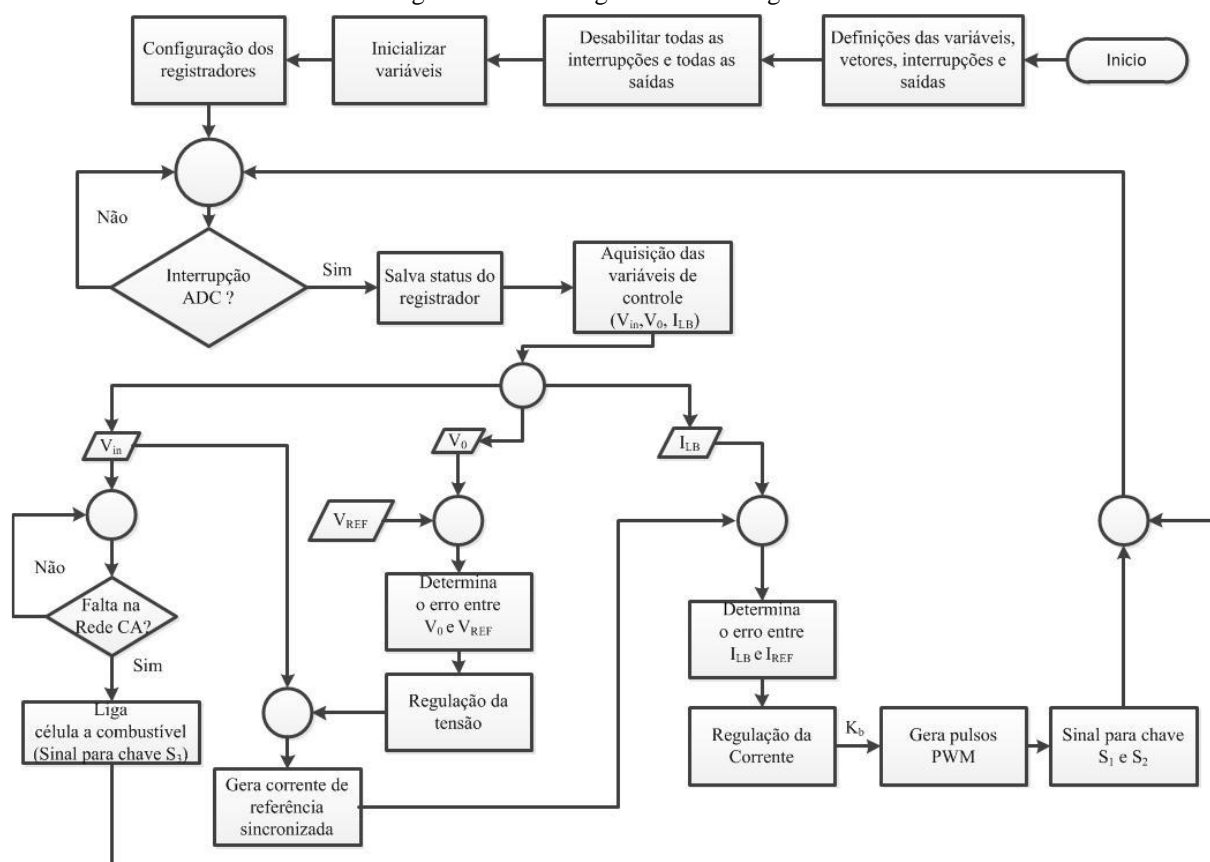 Configuração dos
registradores
Inicializar
variáveis
Desabilitar todas as
interrupções e todas as
saídas
Definições das variáveis,
vetores, interrupções e
saídas
Inicio
Não
Interrupção
ADC ?
Sim
Salva status do
registrador
Aquisição das
variáveis de
controle
(Vin,V0, ILB)
Vin
V0
ILB
VREF
Não
Falta na
Rede CA?
Sim
Liga
célula a combustível
(Sinal para chave S3)
Determina
o erro entre
V0 e VREF
Regulação da
tensão
Gera corrente de
referência
sincronizada
Determina
o erro entre
ILB e IREF
Regulação da
Corrente
Kb
Gera pulsos
PWM
Sinal para chave
S1 e S2